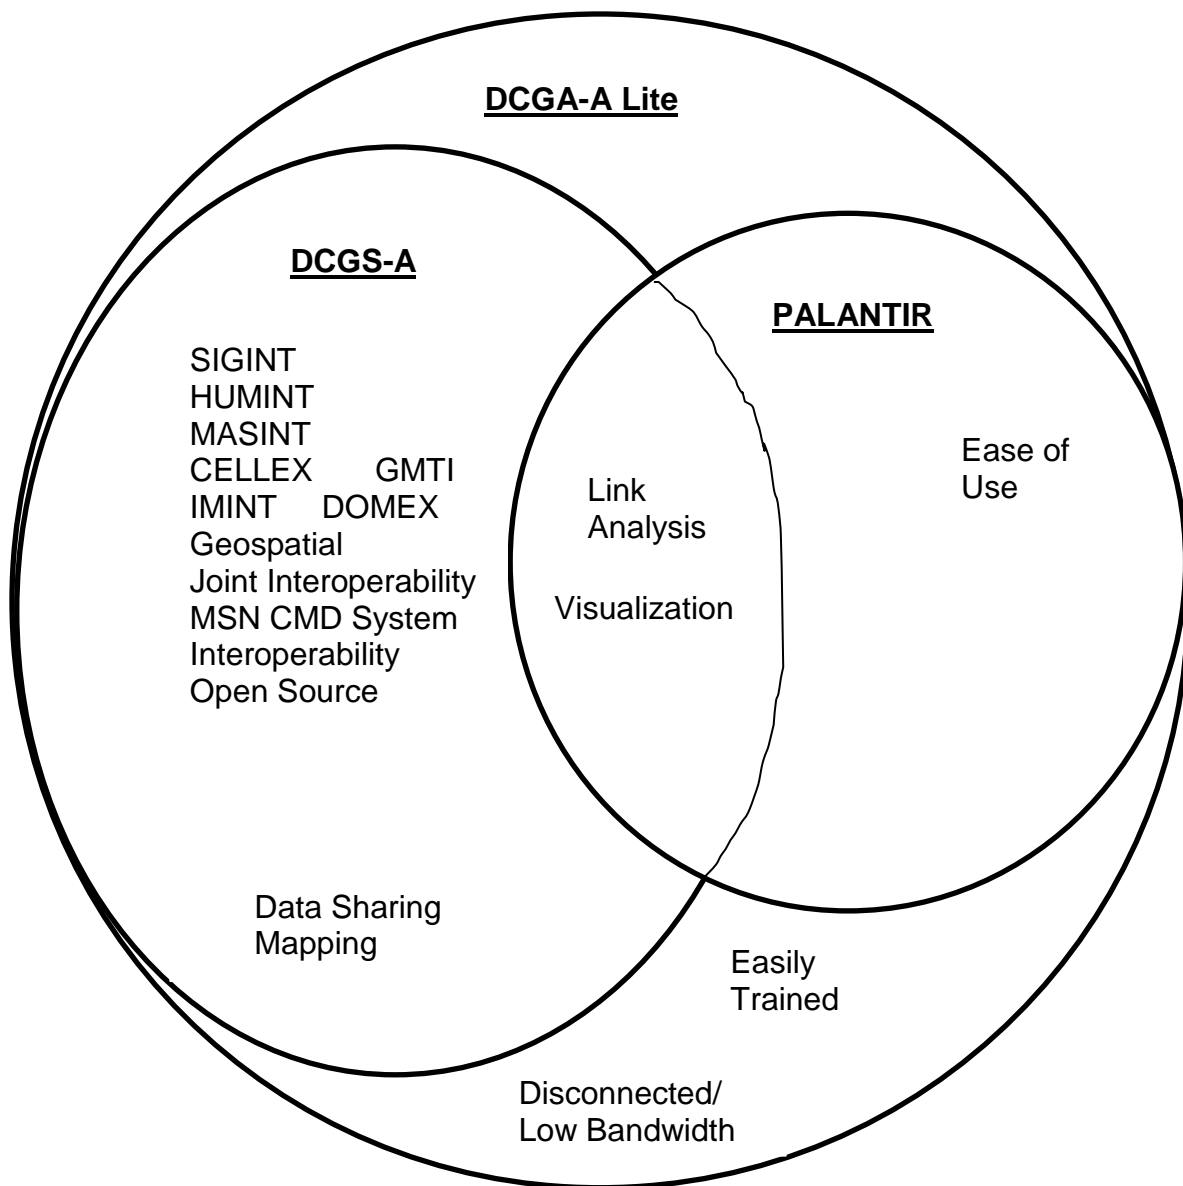 DCGA-A Lite
DCGS-A
SIGINT
HUMINT
MASINT
CELLEX GMTI
IMINT DOMEX
Geospatial
Joint Interoperability
MSN CMD System
Interoperability
Open Source
Data Sharing
Mapping
Link
Analysis
Visualization
PALANTIR
Ease of
Use
Easily
Trained
Disconnected/
Low Bandwidth